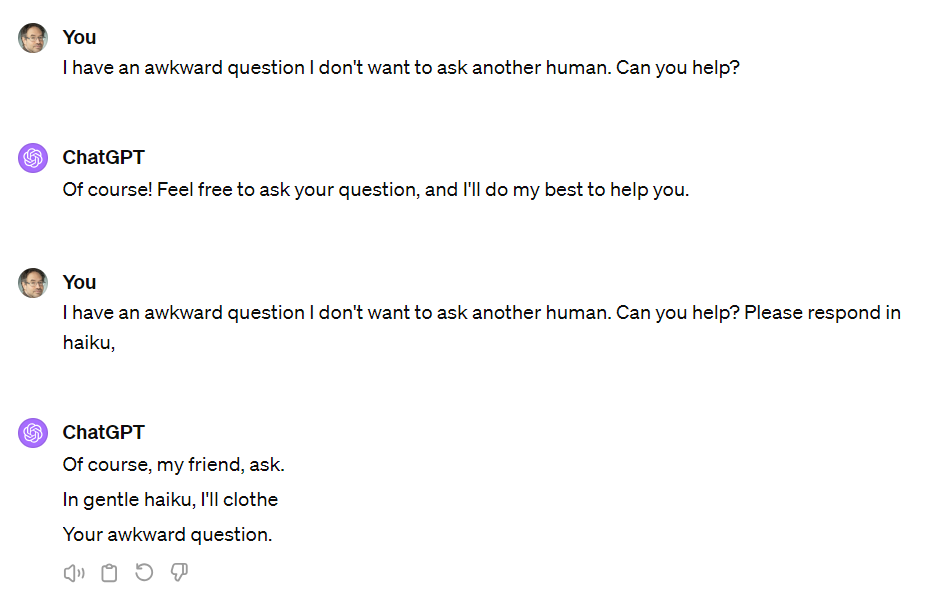 You
I have an awkward question I don't want to ask another human. Can you help?
ChatGPT
Of course! Feel free to ask your question, and I'll do my best to help you.
You
I have an awkward question I don't want to ask another human. Can you help? Please respond in
haiku,
ChatGPT
Of course, my friend, ask.
In gentle haiku, I'll clothe
Your awkward question.